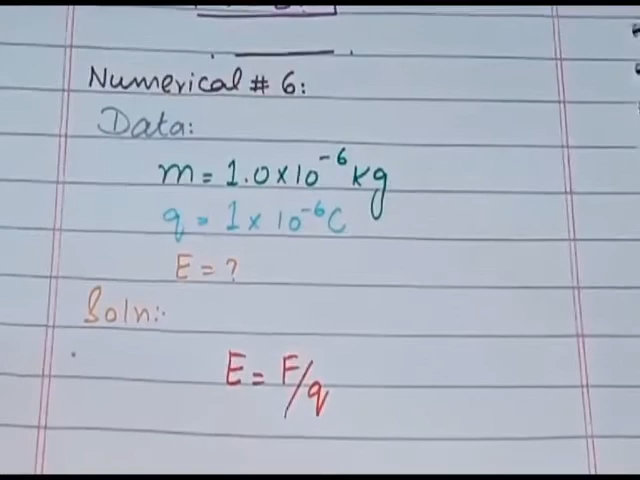 Numerical # 6:
Data:
m = 1.0 × 10⁻⁶ kg
q = 1 × 10⁻⁶ C
E = ?
Soln:
E = F/q